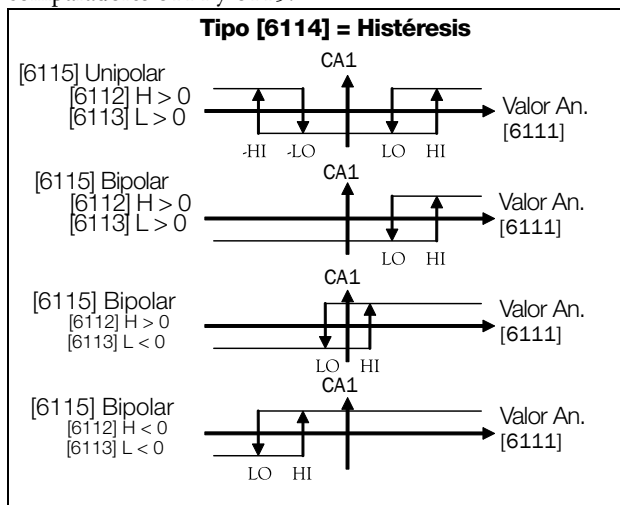 Tipo [6114] = Histéresis
CA1
[6115] Unipolar
[6112] H > 0
[6113] L > 0
Valor An.
[6111]
-HI -LO LO HI
CA1
[6115] Bipolar
[6112] H > 0
[6113] L > 0
Valor An.
[6111]
LO HI
CA1
[6115] Bipolar
[6112] H > 0
[6113] L < 0
Valor An.
[6111]
LO HI
CA1
[6115] Bipolar
[6112] H < 0
[6113] L < 0
Valor An.
[6111]
LO HI